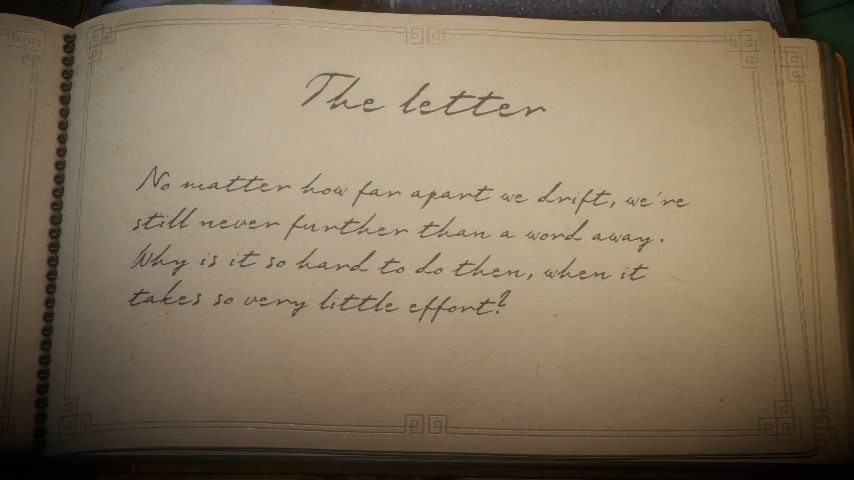 The letter
No matter how far apart we drift, we're
still never further than a word away.
Why is it so hard to do then, when it
takes so very little effort?